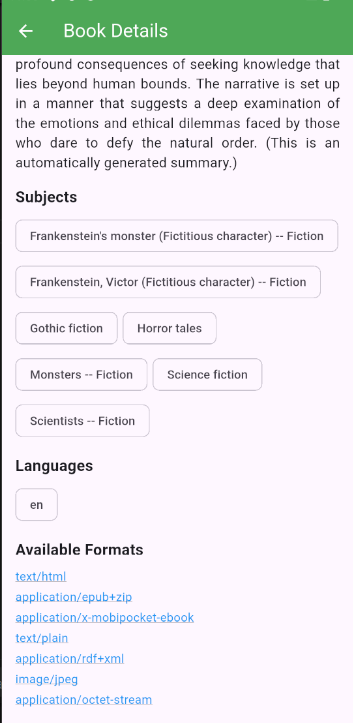 Book Details
profound consequences of seeking knowledge that
lies beyond human bounds. The narrative is set up
in a manner that suggests a deep examination of
the emotions and ethical dilemmas faced by those
who dare to defy the natural order. (This is an
automatically generated summary.)
Subjects
Frankenstein's monster (Fictitious character) -- Fiction
Frankenstein, Victor (Fictitious character) -- Fiction
Gothic fiction Horror tales
Monsters -- Fiction Science fiction
Scientists -- Fiction
Languages
en
Available Formats
text/html
application/epub+zip
application/x-mobipocket-ebook
text/plain
application/rdf+xml
image/jpeg
application/octet-stream